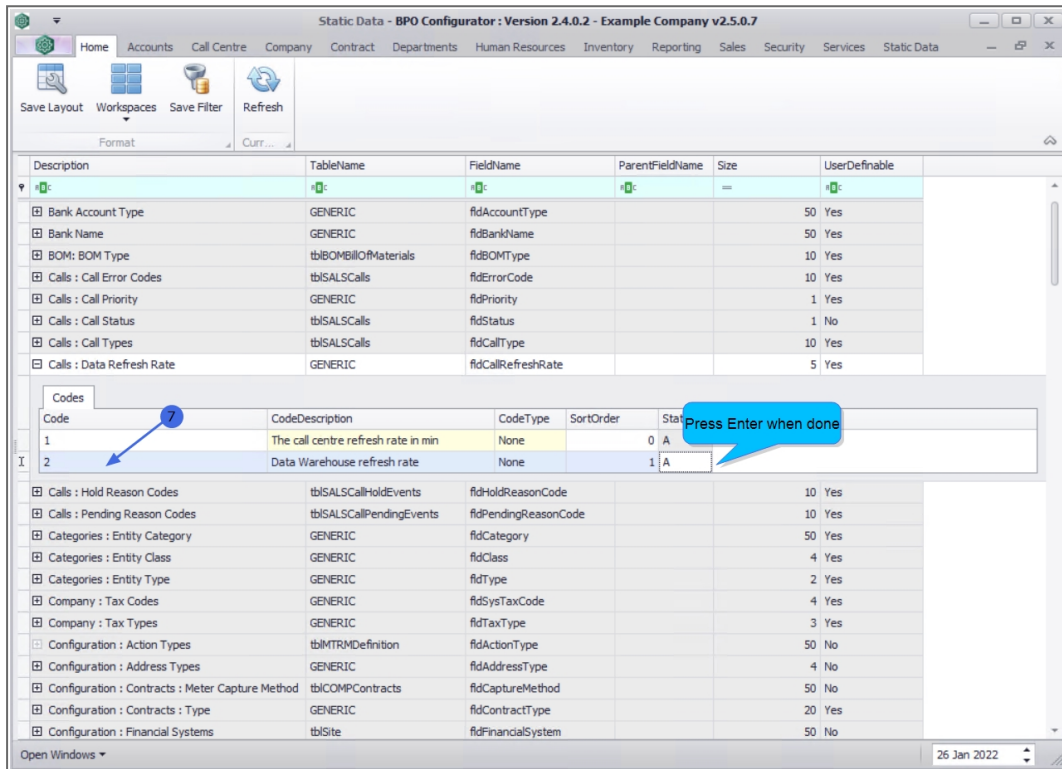 Static Data - BPO Configurator : Version 2.4.0.2 - Example Company v2.5.0.7
Home Accounts Call Centre Company Contract Departments Human Resources Inventory Reporting Sales Security Services Static Data
Save Layout Workspaces Save Filter Refresh
Format Curr...
Description TableName FieldName ParentFieldName Size UserDefinable
Bank Account Type GENERIC fldAccountType 50 Yes
Bank Name GENERIC fldBankName 50 Yes
BOM: BOM Type tblBOMBillOfMaterials fldBOMType 10 Yes
Calls : Call Error Codes tblSALSCalls fldErrorCode 10 Yes
Calls : Call Priority GENERIC fldPriority 1 Yes
Calls : Call Status tblSALSCalls fldStatus 1 No
Calls : Call Types tblSALSCalls fldCallType 10 Yes
Calls : Data Refresh Rate GENERIC fldCallRefreshRate 5 Yes
Codes
Code 7 CodeDescription CodeType SortOrder Stat
Press Enter when done
1 The call centre refresh rate in min None 0 A
2 Data Warehouse refresh rate None 1 A
Calls : Hold Reason Codes tblSALSCallHoldEvents fldHoldReasonCode 10 Yes
Calls : Pending Reason Codes tblSALSCallPendingEvents fldPendingReasonCode 10 Yes
Categories : Entity Category GENERIC fldCategory 50 Yes
Categories : Entity Class GENERIC fldClass 4 Yes
Categories : Entity Type GENERIC fldType 2 Yes
Company : Tax Codes GENERIC fldSysTaxCode 4 Yes
Company : Tax Types GENERIC fldTaxType 3 Yes
Configuration : Action Types tblMTRMDefinition fldActionType 50 No
Configuration : Address Types GENERIC fldAddressType 4 No
Configuration : Contracts : Meter Capture Method tblCOMPContracts fldCaptureMethod 50 No
Configuration : Contracts : Type GENERIC fldContractType 20 Yes
Configuration : Financial Systems tblSite fldFinancialSystem 50 No
Open Windows 26 Jan 2022